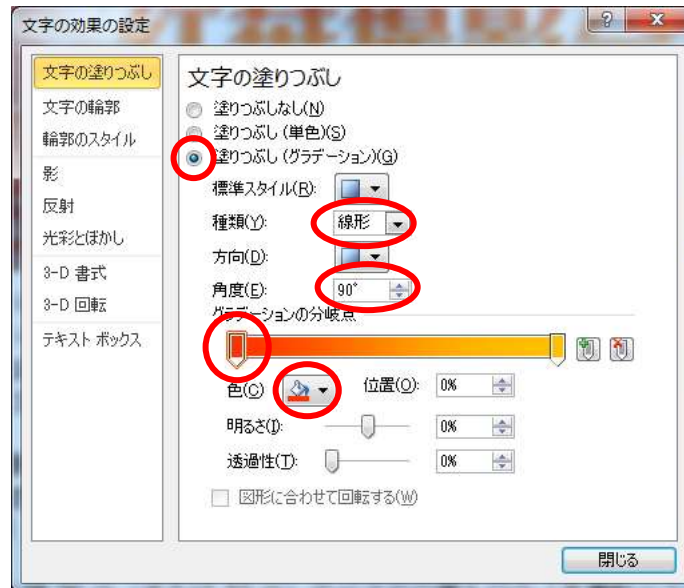 文字の効果の設定
文字の塗りつぶし
文字の輪郭
輪郭のスタイル
影
反射
光彩とぼかし
3-D 書式
3-D 回転
テキスト ボックス
文字の塗りつぶし
塗りつぶしなし(N)
塗りつぶし (単色)(S)
塗りつぶし (グラデーション)(G)
標準スタイル(R):
種類(Y): 線形
方向(D):
角度(E): 90°
グラデーションの分岐点
色(C) 位置(O): 0%
明るさ(I): 0%
透過性(T): 0%
図形に合わせて回転する(W)
閉じる